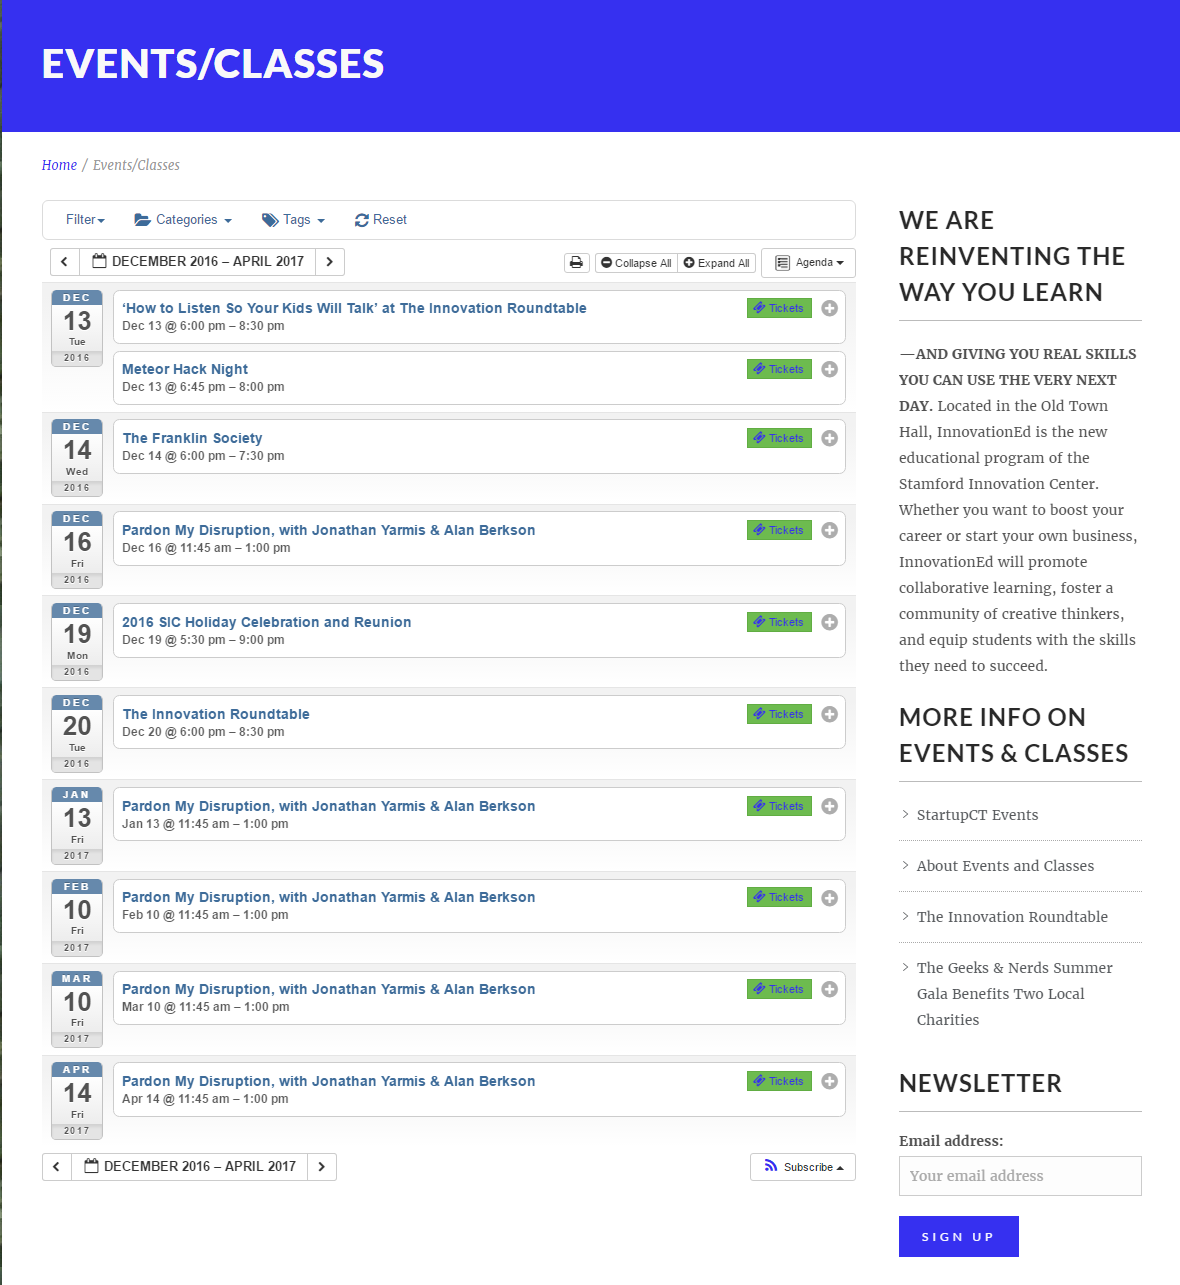 EVENTS/CLASSES
Home / Events/Classes
Filter Categories Tags Reset
DECEMBER 2016 – APRIL 2017
Collapse All Expand All Agenda
DEC
13
Tue
2016
‘How to Listen So Your Kids Will Talk’ at The Innovation Roundtable
Dec 13 @ 6:00 pm – 8:30 pm
Tickets
Meteor Hack Night
Dec 13 @ 6:45 pm – 8:00 pm
Tickets
DEC
14
Wed
2016
The Franklin Society
Dec 14 @ 6:00 pm – 7:30 pm
Tickets
DEC
16
Fri
2016
Pardon My Disruption, with Jonathan Yarmis & Alan Berkson
Dec 16 @ 11:45 am – 1:00 pm
Tickets
DEC
19
Mon
2016
2016 SIC Holiday Celebration and Reunion
Dec 19 @ 5:30 pm – 9:00 pm
Tickets
DEC
20
Tue
2016
The Innovation Roundtable
Dec 20 @ 6:00 pm – 8:30 pm
Tickets
JAN
13
Fri
2017
Pardon My Disruption, with Jonathan Yarmis & Alan Berkson
Jan 13 @ 11:45 am – 1:00 pm
Tickets
FEB
10
Fri
2017
Pardon My Disruption, with Jonathan Yarmis & Alan Berkson
Feb 10 @ 11:45 am – 1:00 pm
Tickets
MAR
10
Fri
2017
Pardon My Disruption, with Jonathan Yarmis & Alan Berkson
Mar 10 @ 11:45 am – 1:00 pm
Tickets
APR
14
Fri
2017
Pardon My Disruption, with Jonathan Yarmis & Alan Berkson
Apr 14 @ 11:45 am – 1:00 pm
Tickets
DECEMBER 2016 – APRIL 2017
Subscribe
WE ARE
REINVENTING THE
WAY YOU LEARN
—AND GIVING YOU REAL SKILLS
YOU CAN USE THE VERY NEXT
DAY. Located in the Old Town
Hall, InnovationEd is the new
educational program of the
Stamford Innovation Center.
Whether you want to boost your
career or start your own business,
InnovationEd will promote
collaborative learning, foster a
community of creative thinkers,
and equip students with the skills
they need to succeed.
MORE INFO ON
EVENTS & CLASSES
StartupCT Events
About Events and Classes
The Innovation Roundtable
The Geeks & Nerds Summer
Gala Benefits Two Local
Charities
NEWSLETTER
Email address:
Your email address
SIGN UP